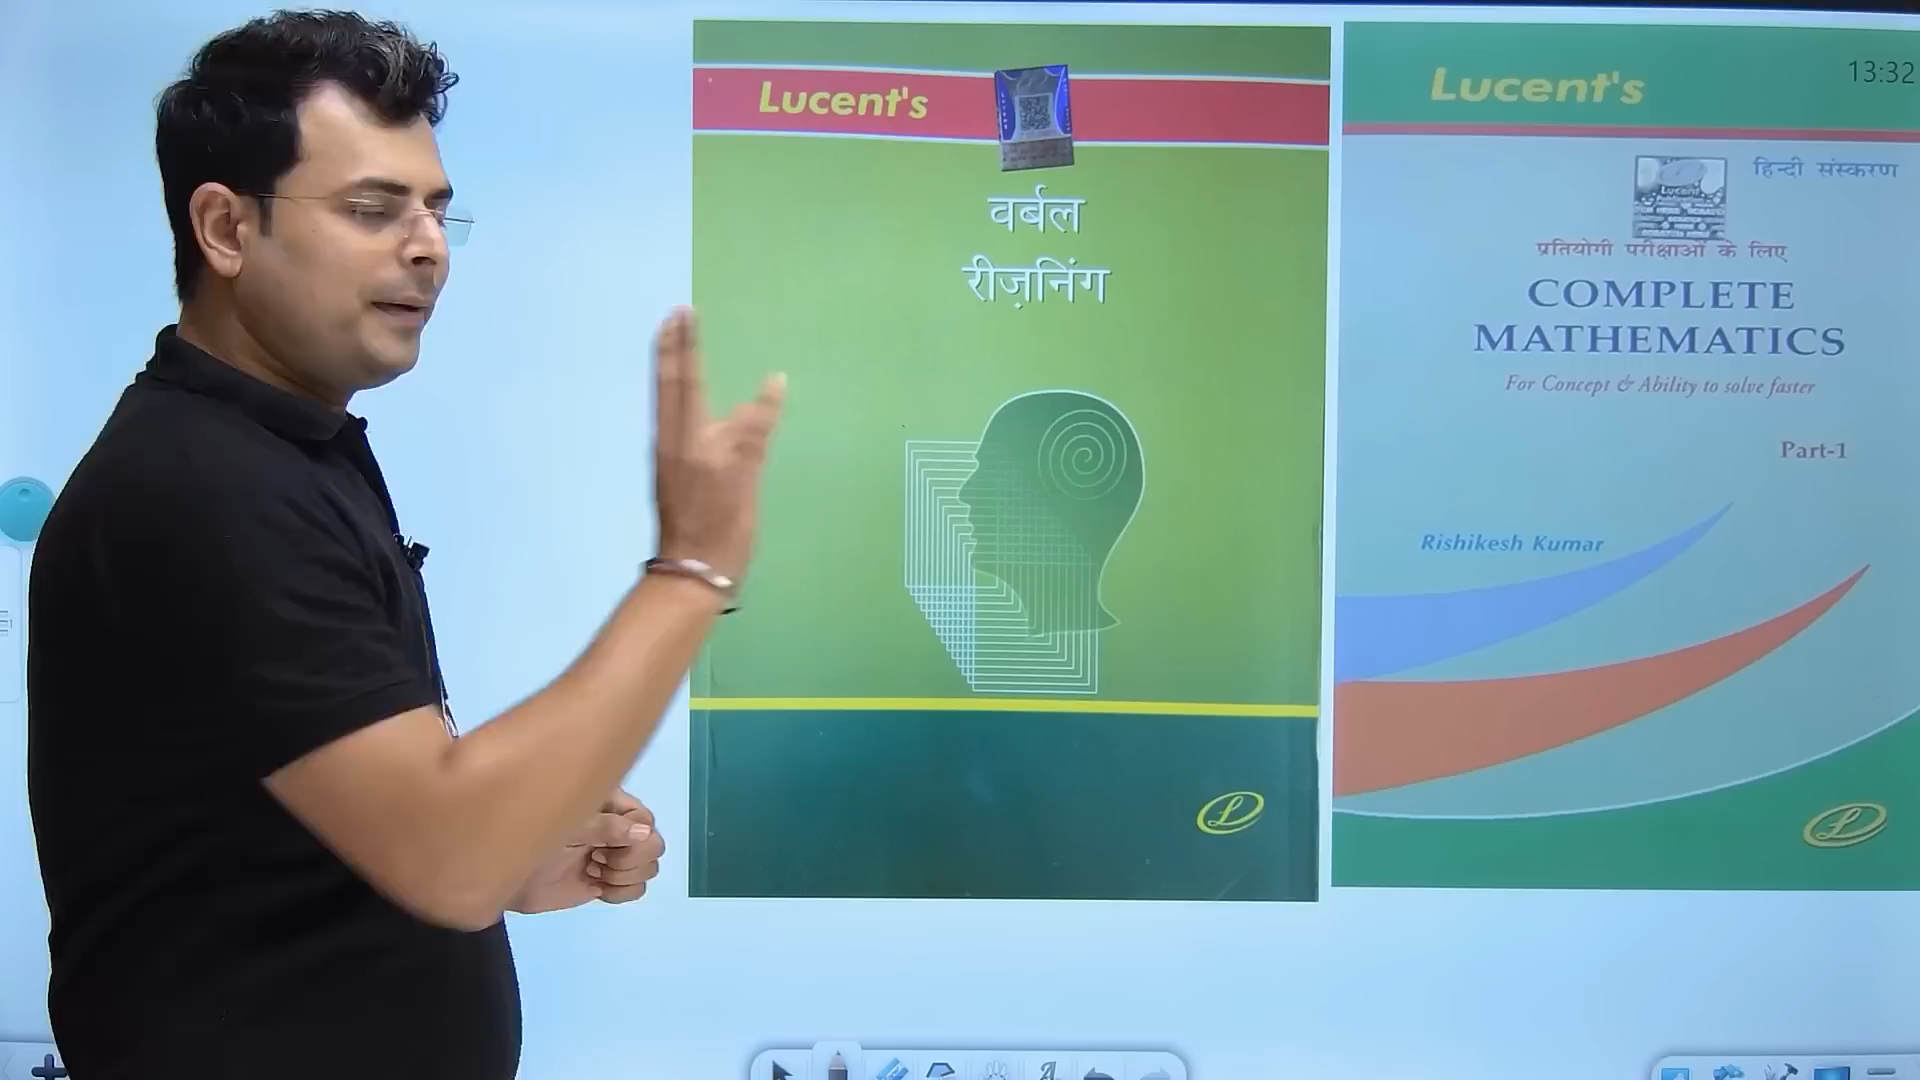 Lucent's
वर्बल
रीज़निंग
Lucent's
13:32
हिन्दी संस्करण
Lucent
प्रतियोगी परीक्षाओं के लिए
COMPLETE
MATHEMATICS
For Concept & Ability to solve faster
Part-1
Rishikesh Kumar